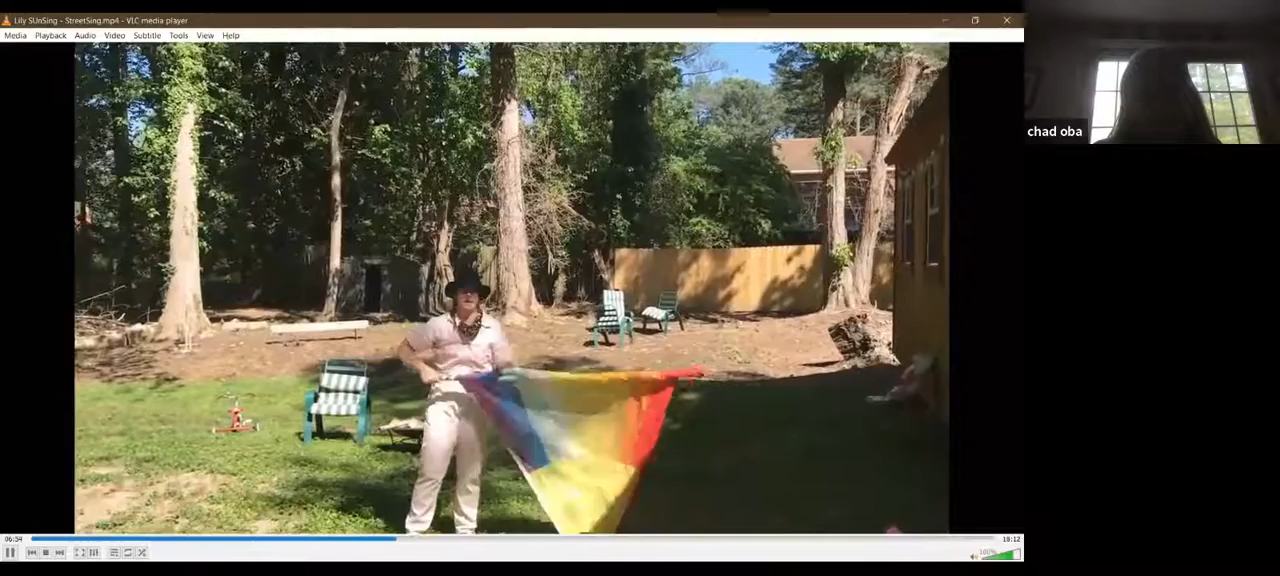 Lily SUnSing - StreetSing.mp4 - VLC media player
Media Playback Audio Video Subtitle Tools View Help
chad oba
06:54
18:12
100%